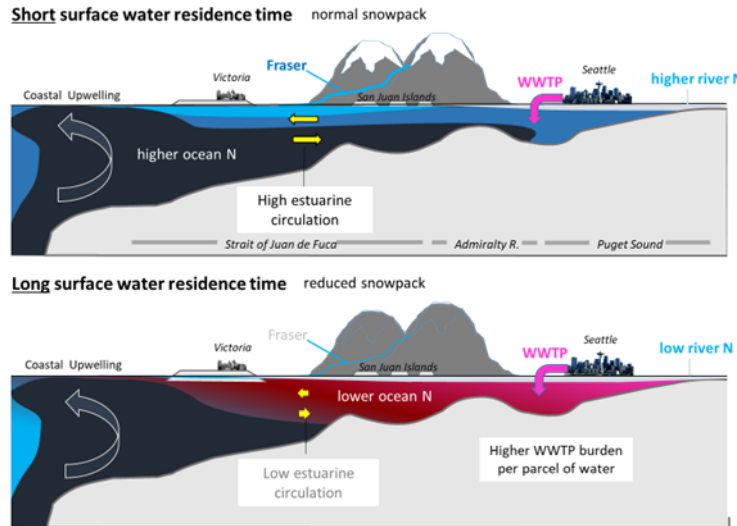 Short surface water residence time normal snowpack
Victoria
Fraser
Seattle
WWTP
higher river N
Coastal Upwelling
San Juan Islands
higher ocean N
High estuarine
circulation
Strait of Juan de Fuca
Admiralty R.
Puget Sound
Long surface water residence time reduced snowpack
Fraser
Victoria
Seattle
WWTP
low river N
Coastal Upwelling
San Juan Islands
lower ocean N
Low estuarine
circulation
Higher WWTP burden
per parcel of water